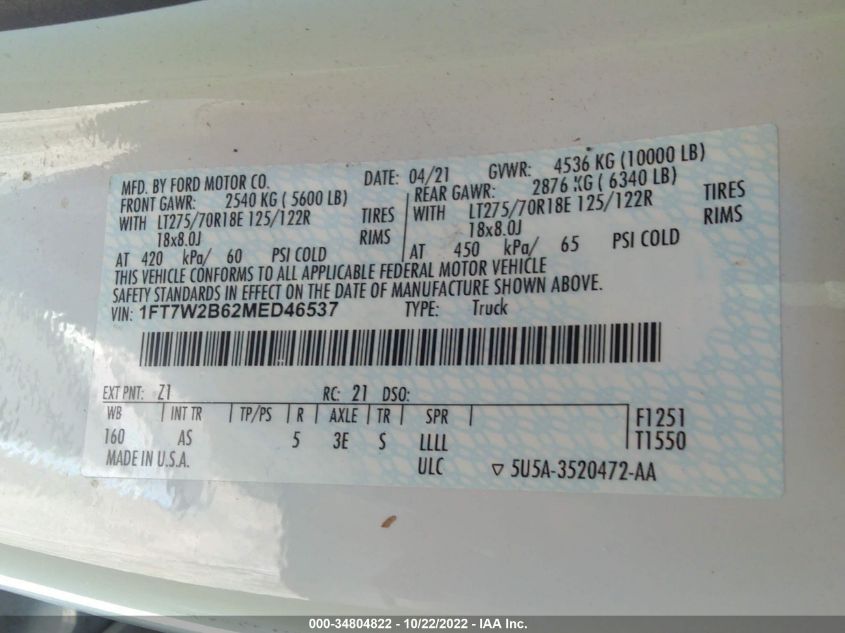 MFD. BY FORD MOTOR CO. DATE: 04/21 GVWR: 4536 KG (10000 LB)
FRONT GAWR: 2540 KG ( 5600 LB) REAR GAWR: 2876 KG ( 6340 LB)
WITH LT275/70R18E 125/122R TIRES WITH LT275/70R18E 125/122R TIRES
18x8.0J RIMS 18x8.0J RIMS
AT 420 kPa/ 60 PSI COLD AT 450 kPa/ 65 PSI COLD
THIS VEHICLE CONFORMS TO ALL APPLICABLE FEDERAL MOTOR VEHICLE
SAFETY STANDARDS IN EFFECT ON THE DATE OF MANUFACTURE SHOWN ABOVE.
VIN: 1FT7W2B62MED46537 TYPE: Truck
EXT PNT: Z1 RC: 21 DSO:
WB INT TR TP/PS R AXLE TR SPR F1251
160 AS 5 3E S LLLL T1550
MADE IN U.S.A. ULC ▽ 5U5A-3520472-AA
000-34804822 - 10/22/2022 - IAA Inc.